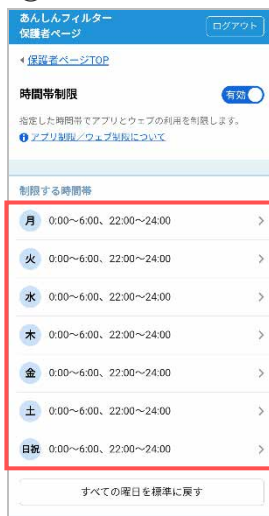 あんしんフィルター
保護者ページ
ログアウト
保護者ページTOP
時間帯制限
有効
指定した時間帯でアプリとウェブの利用を制限します。
アプリ制限／ウェブ制限について
制限する時間帯
月 0:00〜6:00、22:00〜24:00
火 0:00〜6:00、22:00〜24:00
水 0:00〜6:00、22:00〜24:00
木 0:00〜6:00、22:00〜24:00
金 0:00〜6:00、22:00〜24:00
土 0:00〜6:00、22:00〜24:00
日祝 0:00〜6:00、22:00〜24:00
すべての曜日を標準に戻す